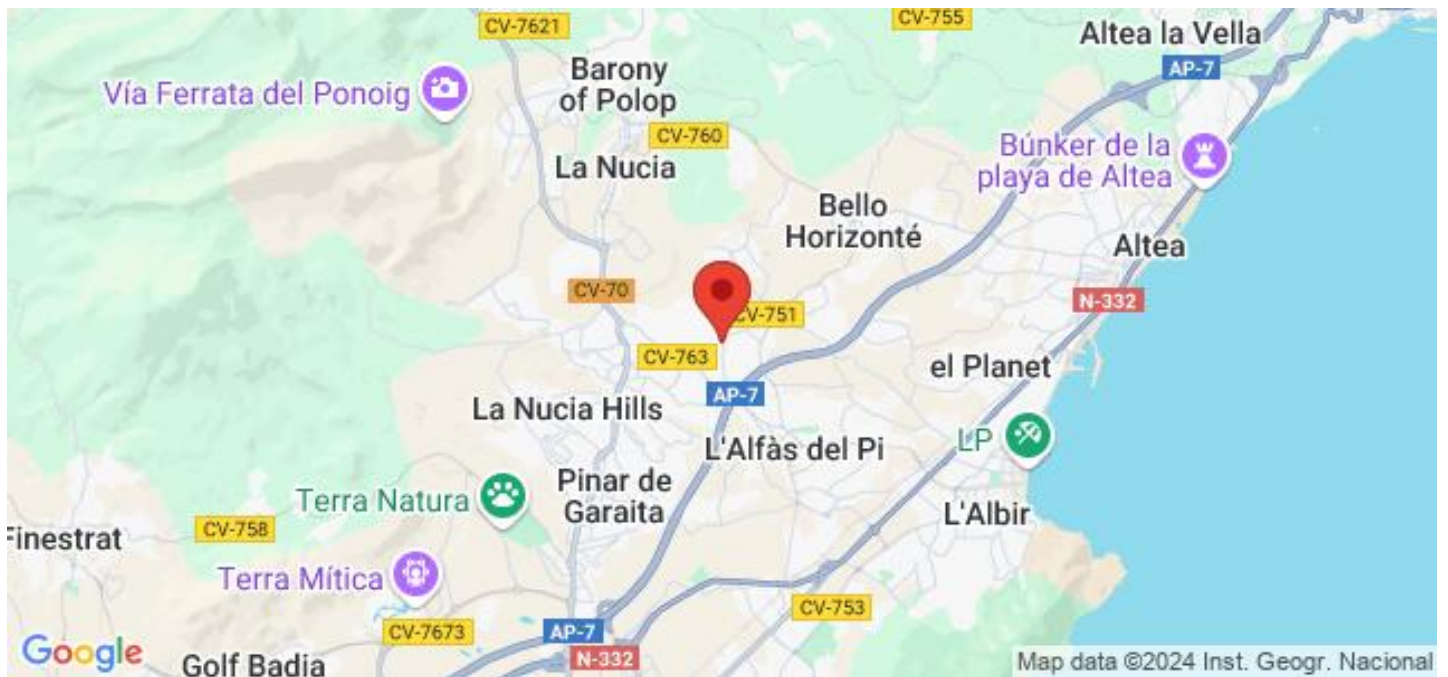 CV-7621
CV-755
Altea la Vella
AP-7
Vía Ferrata del Ponoig
Barony
of Polop
CV-760
La Nucia
Búnker de la
playa de Altea
Bello
Horizonté
Altea
CV-70
N-332
CV-751
CV-763
el Planet
AP-7
La Nucia Hills
L'Alfàs del Pi
LP
Pinar de
Garaita
Terra Natura
L'Albir
CV-758
Finestrat
Terra Mítica
CV-753
CV-7673
AP-7
Google
Golf Badia
N-332
Map data ©2024 Inst. Geogr. Nacional